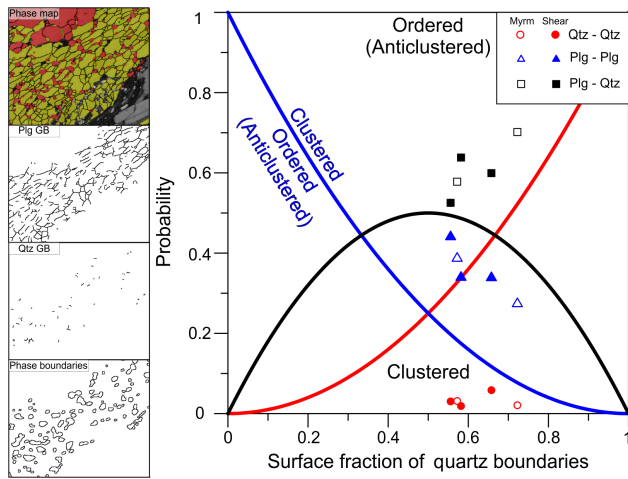 Phase map
Plg GB
Qtz GB
Phase boundaries
Probability
1
0.8
0.6
0.4
0.2
0
0
0.2
0.4
0.6
0.8
1
Surface fraction of quartz boundaries
Ordered
(Anticlustered)
Clustered
Ordered
(Anticlustered)
Clustered
Myrm Shear
Qtz - Qtz
Plg - Plg
Plg - Qtz